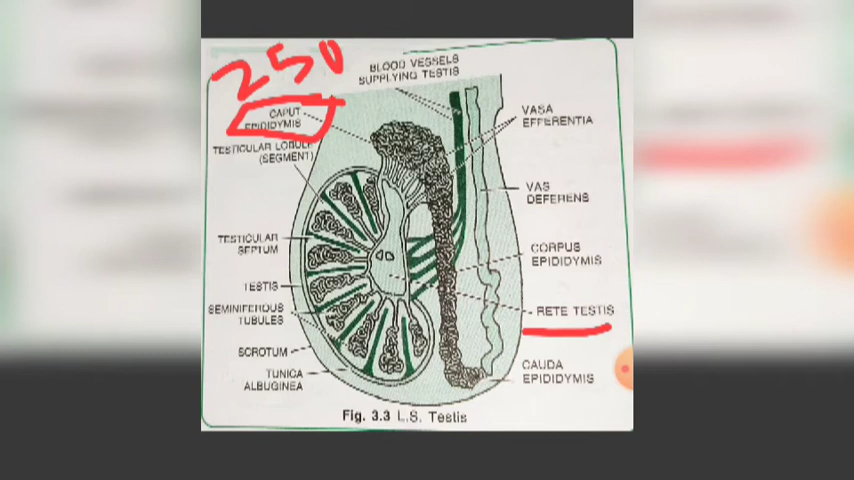 250
BLOOD VESSELS
SUPPLYING TESTIS
CAPUT
EPIDIDYMIS
TESTICULAR LOBULE
(SEGMENT)
TESTICULAR
SEPTUM
TESTIS
SEMINIFEROUS
TUBULES
SCROTUM
TUNICA
ALBUGINEA
VASA
EFFERENTIA
VAS
DEFERENS
CORPUS
EPIDIDYMIS
RETE TESTIS
CAUDA
EPIDIDYMIS
Fig. 3.3 L.S. Testis